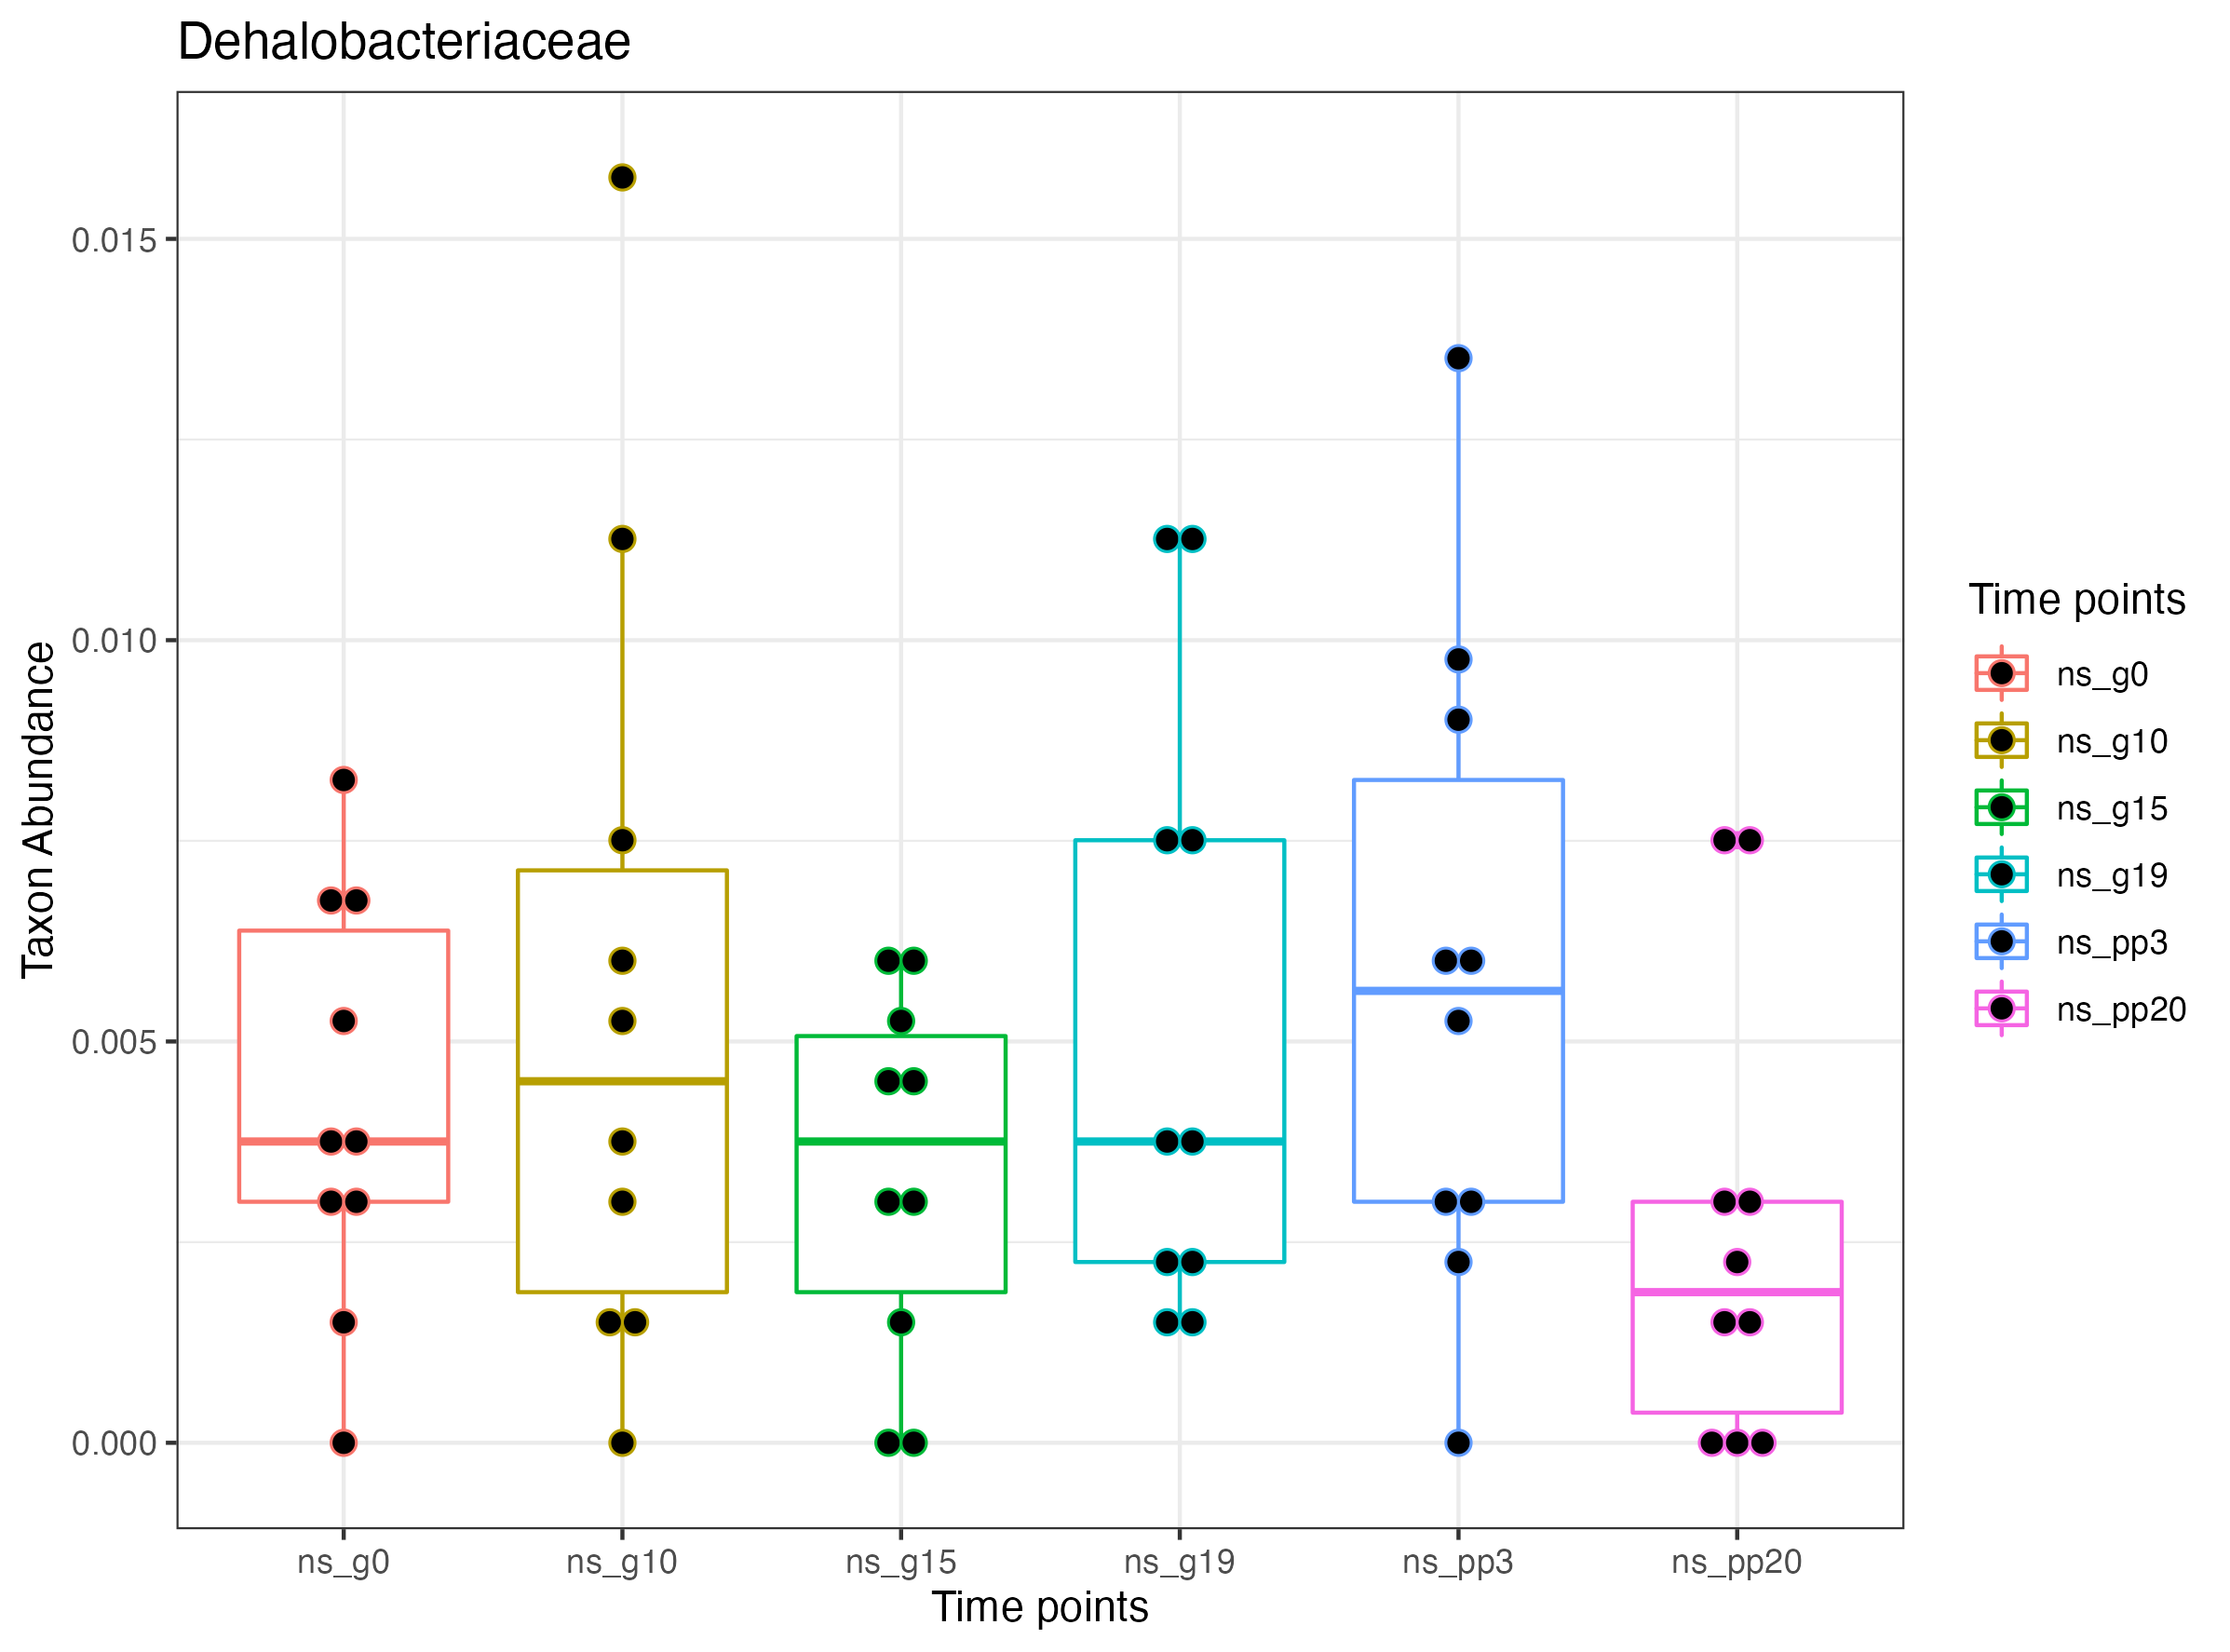 Dehalobacteriaceae
Taxon Abundance
0.015
0.010
0.005
0.000
ns_g0 ns_g10 ns_g15 ns_g19 ns_pp3 ns_pp20
Time points
Time points
ns_g0
ns_g10
ns_g15
ns_g19
ns_pp3
ns_pp20